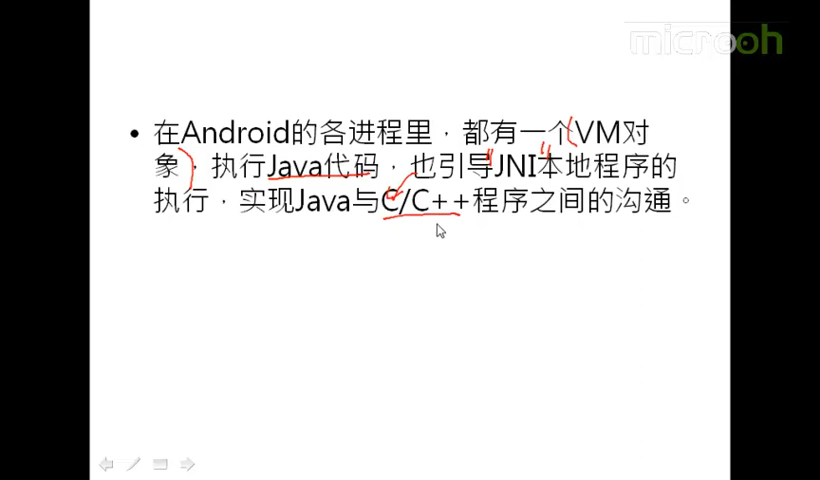 microoh
• 在Android的各进程里，都有一个VM对
象，执行Java代码，也引导JNI本地程序的
执行，实现Java与C/C++程序之间的沟通。